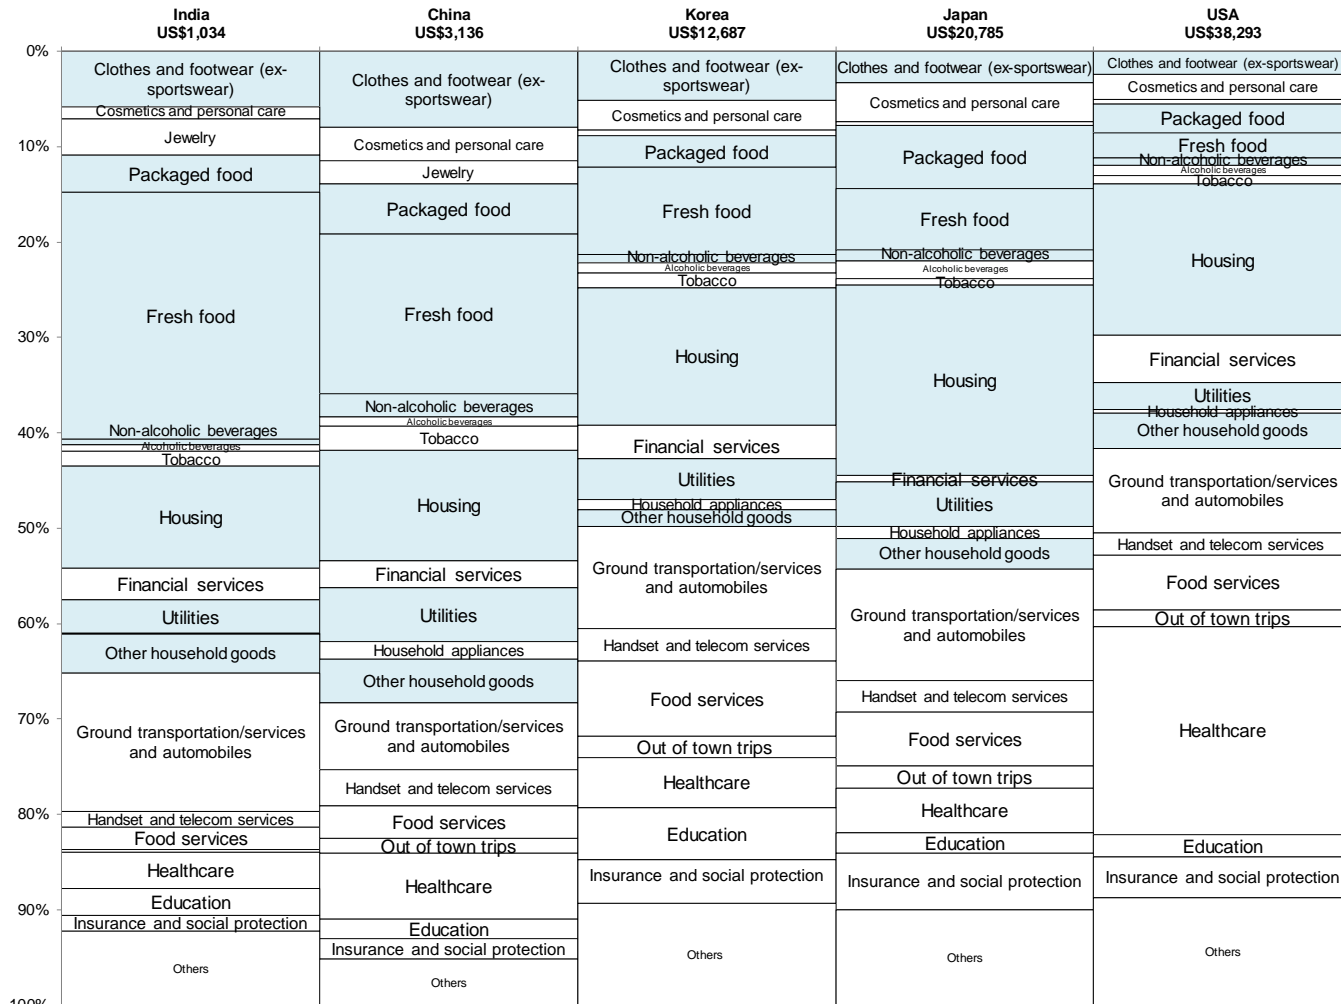 India
US$1,034
China
US$3,136
Korea
US$12,687
Japan
US$20,785
USA
US$38,293
0%
10%
20%
30%
40%
50%
60%
70%
80%
90%
100%
Clothes and footwear (ex-
sportswear)
Cosmetics and personal care
Jewelry
Packaged food
Fresh food
Non-alcoholic beverages
Alcoholic beverages
Tobacco
Housing
Financial services
Utilities
Other household goods
Ground transportation/services
and automobiles
Handset and telecom services
Food services
Healthcare
Education
Insurance and social protection
Others
Clothes and footwear (ex-
sportswear)
Cosmetics and personal care
Jewelry
Packaged food
Fresh food
Non-alcoholic beverages
Alcoholic beverages
Tobacco
Housing
Financial services
Utilities
Household appliances
Other household goods
Ground transportation/services
and automobiles
Handset and telecom services
Food services
Out of town trips
Healthcare
Education
Insurance and social protection
Others
Clothes and footwear (ex-
sportswear)
Cosmetics and personal care
Packaged food
Fresh food
Non-alcoholic beverages
Alcoholic beverages
Tobacco
Housing
Financial services
Utilities
Household appliances
Other household goods
Ground transportation/services
and automobiles
Handset and telecom services
Food services
Out of town trips
Healthcare
Education
Insurance and social protection
Others
Clothes and footwear (ex-sportswear)
Cosmetics and personal care
Packaged food
Fresh food
Non-alcoholic beverages
Alcoholic beverages
Tobacco
Housing
Financial services
Utilities
Household appliances
Other household goods
Ground transportation/services
and automobiles
Handset and telecom services
Food services
Out of town trips
Healthcare
Education
Insurance and social protection
Others
Clothes and footwear (ex-sportswear)
Cosmetics and personal care
Packaged food
Fresh food
Non-alcoholic beverages
Alcoholic beverages
Tobacco
Housing
Financial services
Utilities
Household appliances
Other household goods
Ground transportation/services
and automobiles
Handset and telecom services
Food services
Out of town trips
Healthcare
Education
Insurance and social protection
Others